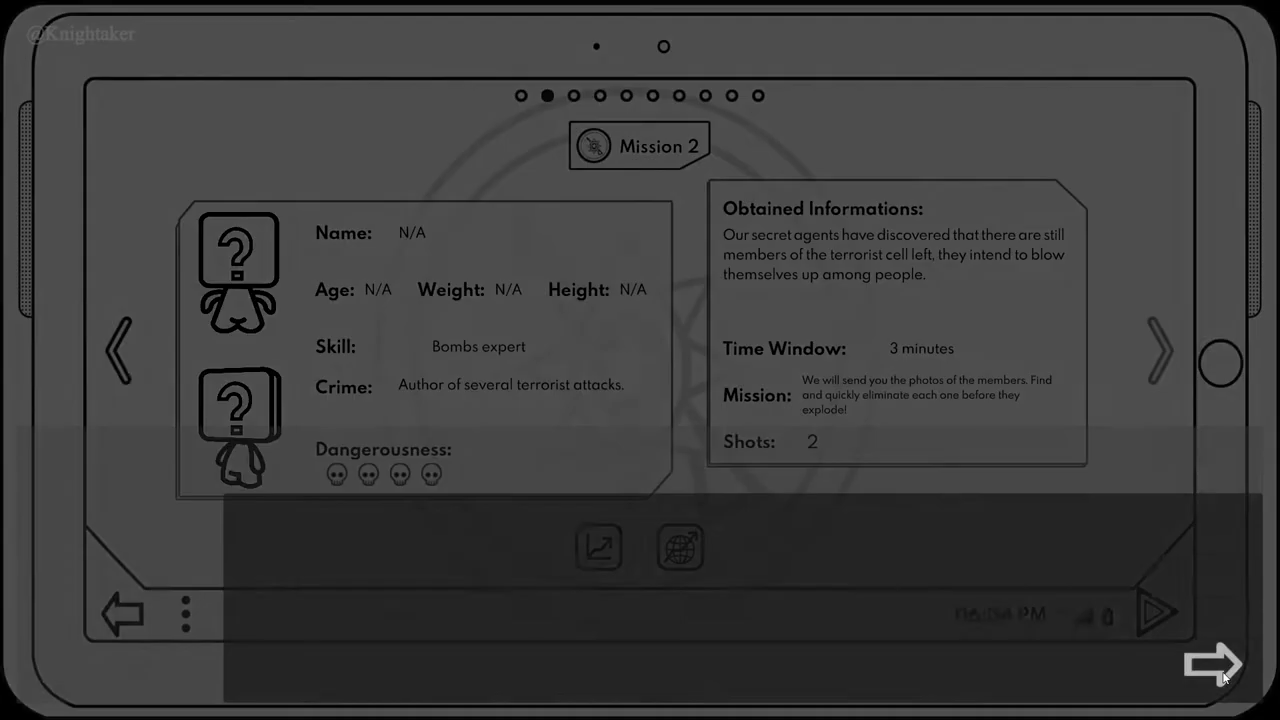 @Knightaker
Mission 2
Name: N/A
Age: N/A Weight: N/A Height: N/A
Skill: Bombs expert
Crime: Author of several terrorist attacks.
Dangerousness:
Obtained Informations:
Our secret agents have discovered that there are still
members of the terrorist cell left, they intend to blow
themselves up among people.
Time Window: 3 minutes
Mission: We will send you the photos of the members. Find
and quickly eliminate each one before they
explode!
Shots: 2